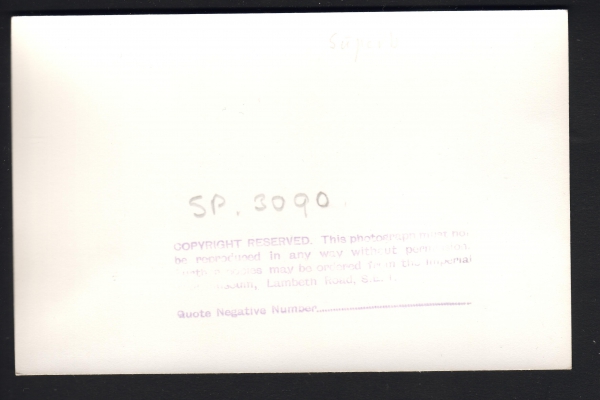 SP. 3090.
COPYRIGHT RESERVED. This photograph must not
be reproduced in any way without permission.
may be ordered from the Imperial
Lambeth Road, S.E.1.
Quote Negative Number